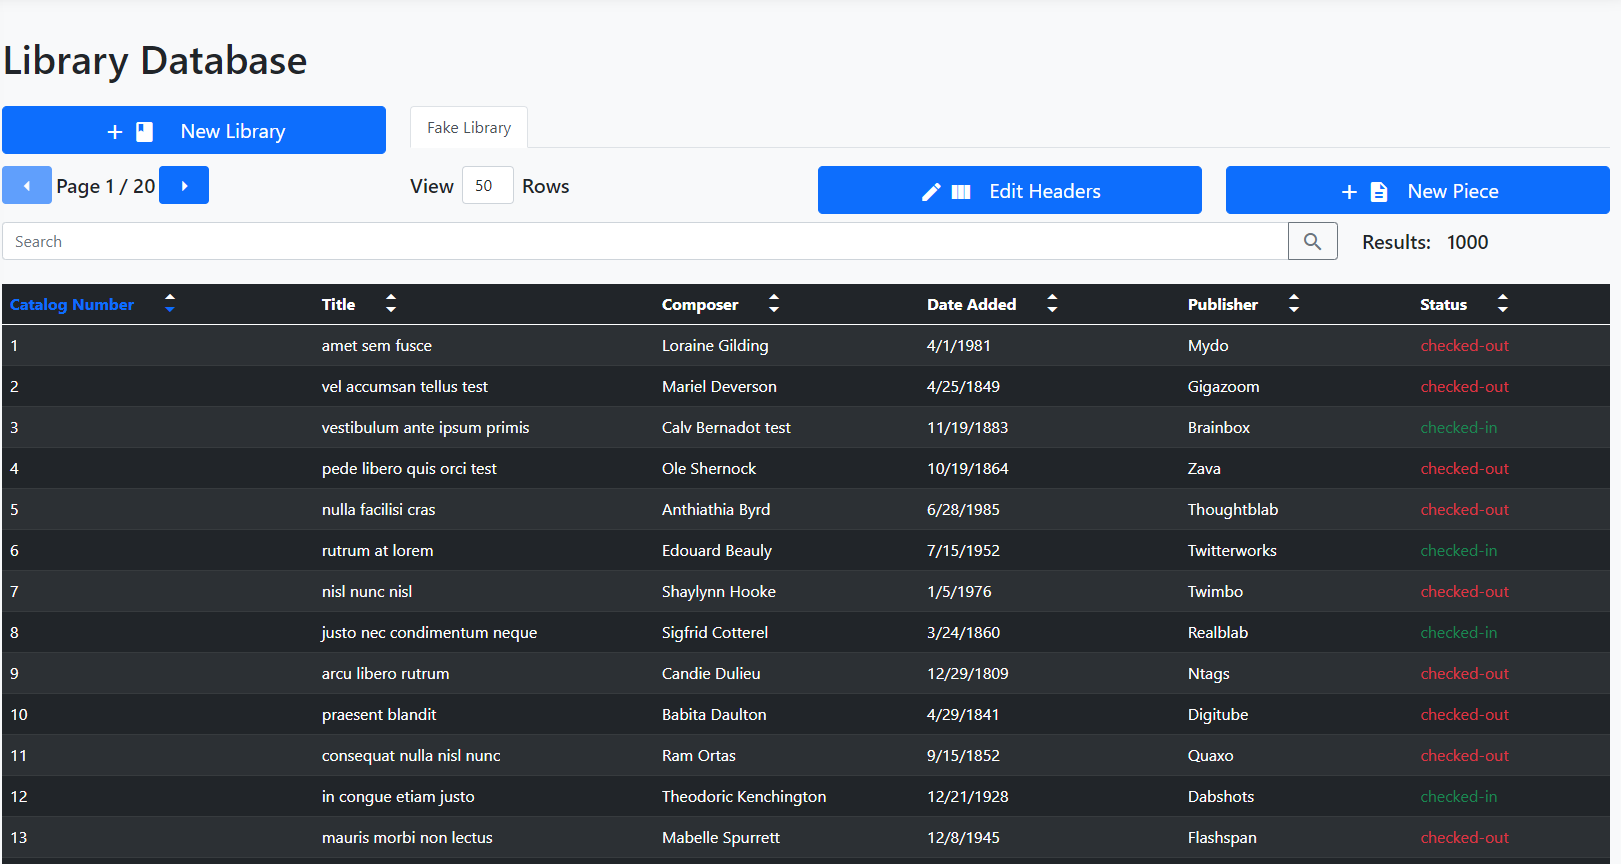 Library Database
New Library
Fake Library
Page 1 / 20
View 50 Rows
Edit Headers
New Piece
Search
Results: 1000
Catalog Number Title Composer Date Added Publisher Status
1 amet sem fusce Loraine Gilding 4/1/1981 Mydo checked-out
2 vel accumsan tellus test Mariel Deverson 4/25/1849 Gigazoom checked-out
3 vestibulum ante ipsum primis Calv Bernadot test 11/19/1883 Brainbox checked-in
4 pede libero quis orci test Ole Shernock 10/19/1864 Zava checked-out
5 nulla facilisi cras Anthiathia Byrd 6/28/1985 Thoughtblab checked-out
6 rutrum at lorem Edouard Beauly 7/15/1952 Twitterworks checked-in
7 nisl nunc nisl Shaylynn Hooke 1/5/1976 Twimbo checked-out
8 justo nec condimentum neque Sigfrid Cotterel 3/24/1860 Realblab checked-in
9 arcu libero rutrum Candie Dulieu 12/29/1809 Ntags checked-out
10 praesent blandit Babita Daulton 4/29/1841 Digitube checked-out
11 consequat nulla nisl nunc Ram Ortas 9/15/1852 Quaxo checked-out
12 in congue etiam justo Theodoric Kenchington 12/21/1928 Dabshots checked-in
13 mauris morbi non lectus Mabelle Spurrett 12/8/1945 Flashspan checked-out